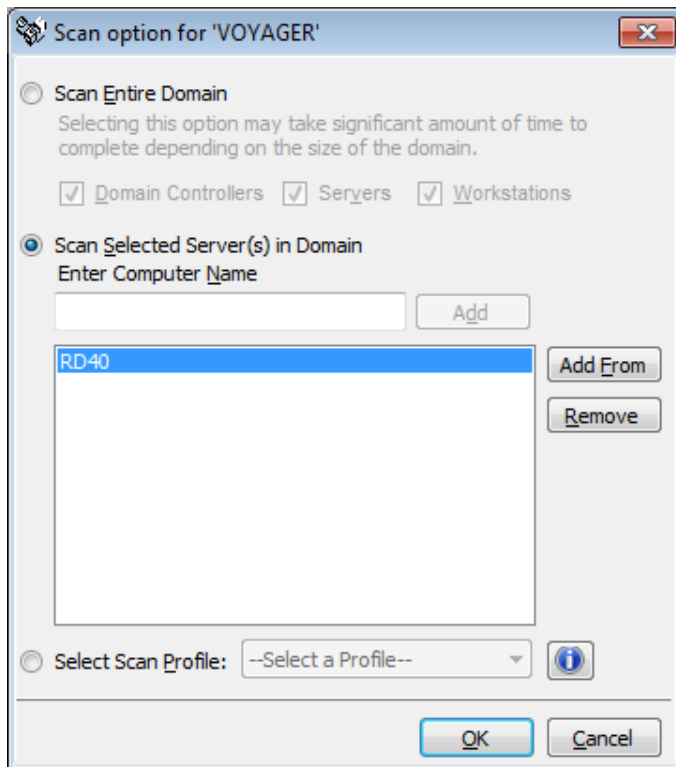 Scan option for 'VOYAGER'
Scan Entire Domain
Selecting this option may take significant amount of time to
complete depending on the size of the domain.
Domain Controllers Servers Workstations
Scan Selected Server(s) in Domain
Enter Computer Name
Add
RD40
Add From
Remove
Select Scan Profile: --Select a Profile--
OK Cancel